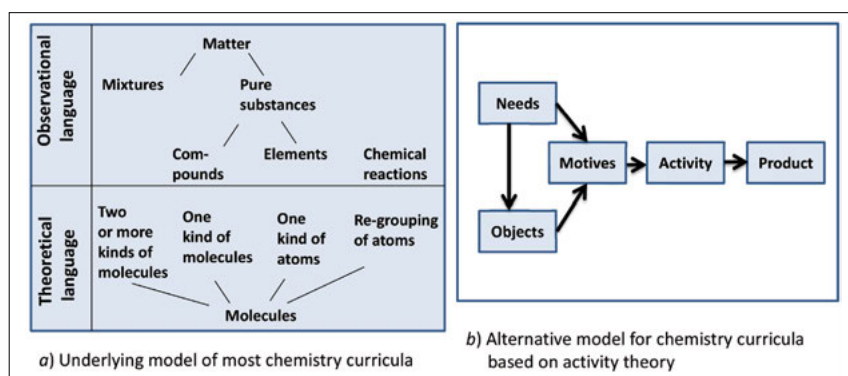 Observational
language
Matter
Mixtures
Pure
substances
Com-
pounds
Elements
Chemical
reactions
Theoretical
language
Two
or more
kinds of
molecules
One
kind of
molecules
One
kind of
atoms
Re-grouping
of atoms
Molecules
a) Underlying model of most chemistry curricula
Needs
Motives
Activity
Product
Objects
b) Alternative model for chemistry curricula
based on activity theory